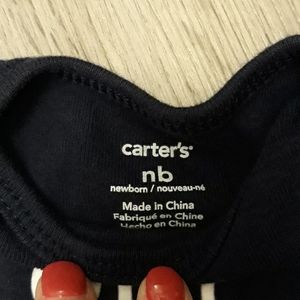 carter's
nb
newborn / nouveau-né
Made in China
Fabriqué en Chine
Hecho en China